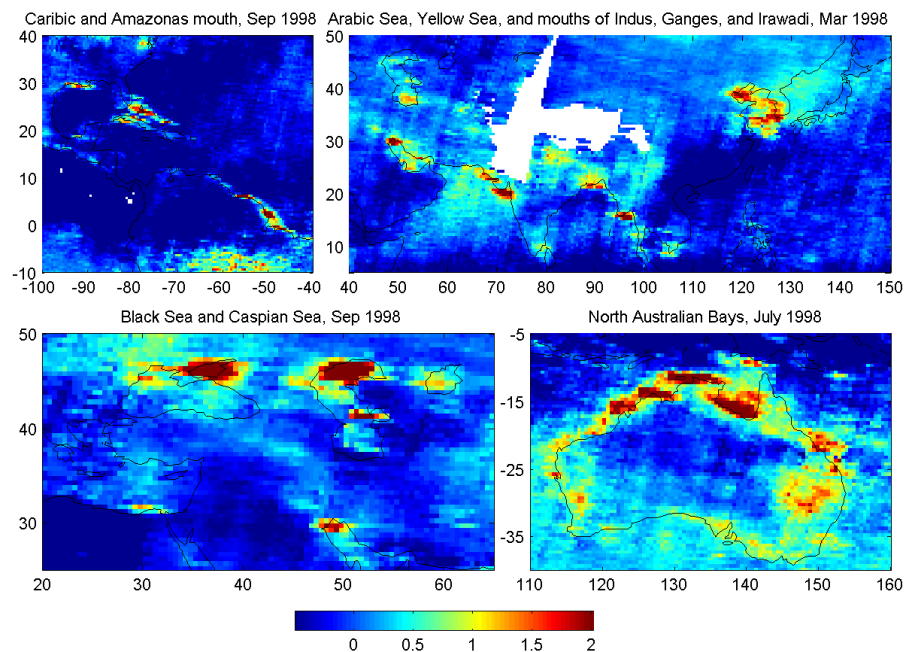 Caribic and Amazonas mouth, Sep 1998
Arabic Sea, Yellow Sea, and mouths of Indus, Ganges, and Irawadi, Mar 1998
40
30
20
10
0
-10
-100 -90 -80 -70 -60 -50 -40
50
40
30
20
10
40 50 60 70 80 90 100 110 120 130 140 150
Black Sea and Caspian Sea, Sep 1998
North Australian Bays, July 1998
50
40
30
20 30 40 50 60
-5
-15
-25
-35
110 120 130 140 150 160
0 0.5 1 1.5 2